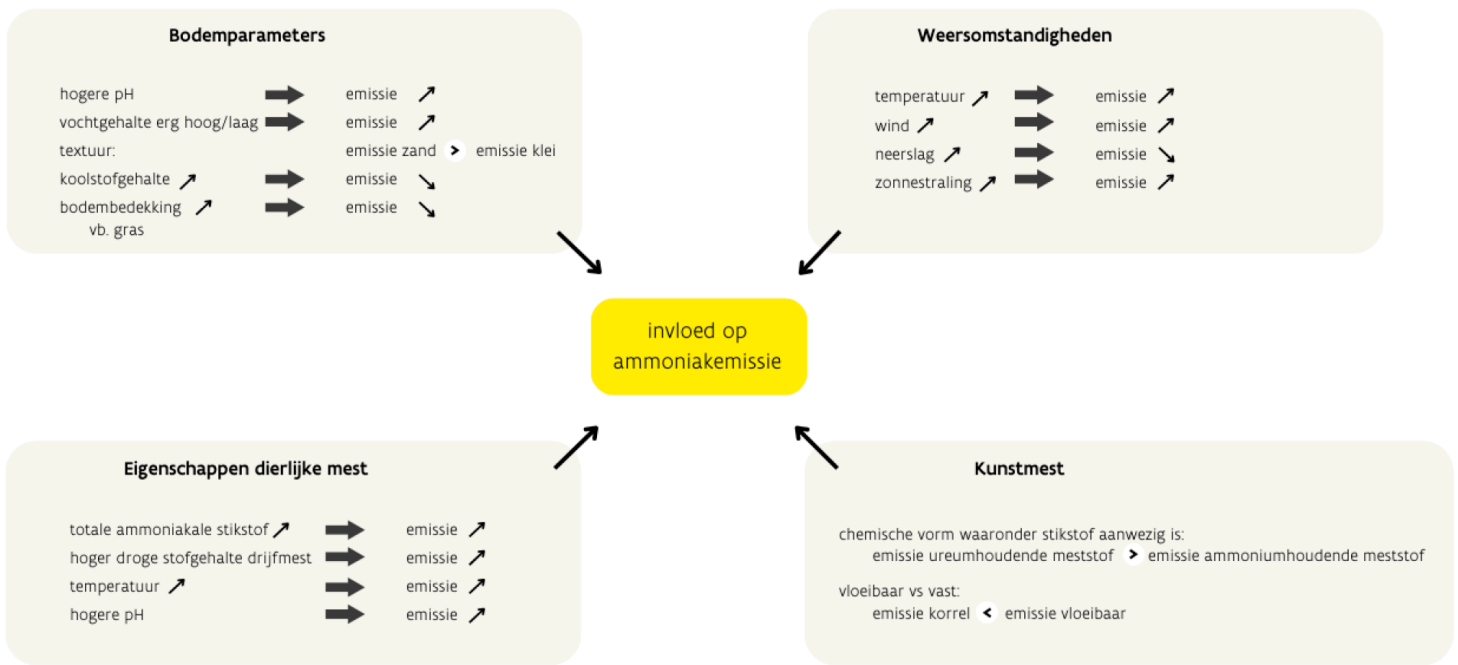 Bodemparameters
hogere pH emissie
vochtgehalte erg hoog/laag emissie
textuur: emissie zand > emissie klei
koolstofgehalte emissie
bodembedekking emissie
vb. gras
Weersomstandigheden
temperatuur emissie
wind emissie
neerslag emissie
zonnestraling emissie
invloed op
ammoniakemissie
Eigenschappen dierlijke mest
totale ammoniakale stikstof emissie
hoger droge stofgehalte drijfmest emissie
temperatuur emissie
hogere pH emissie
Kunstmest
chemische vorm waaronder stikstof aanwezig is:
emissie ureumhoudende meststof > emissie ammoniumhoudende meststof
vloeibaar vs vast:
emissie korrel < emissie vloeibaar